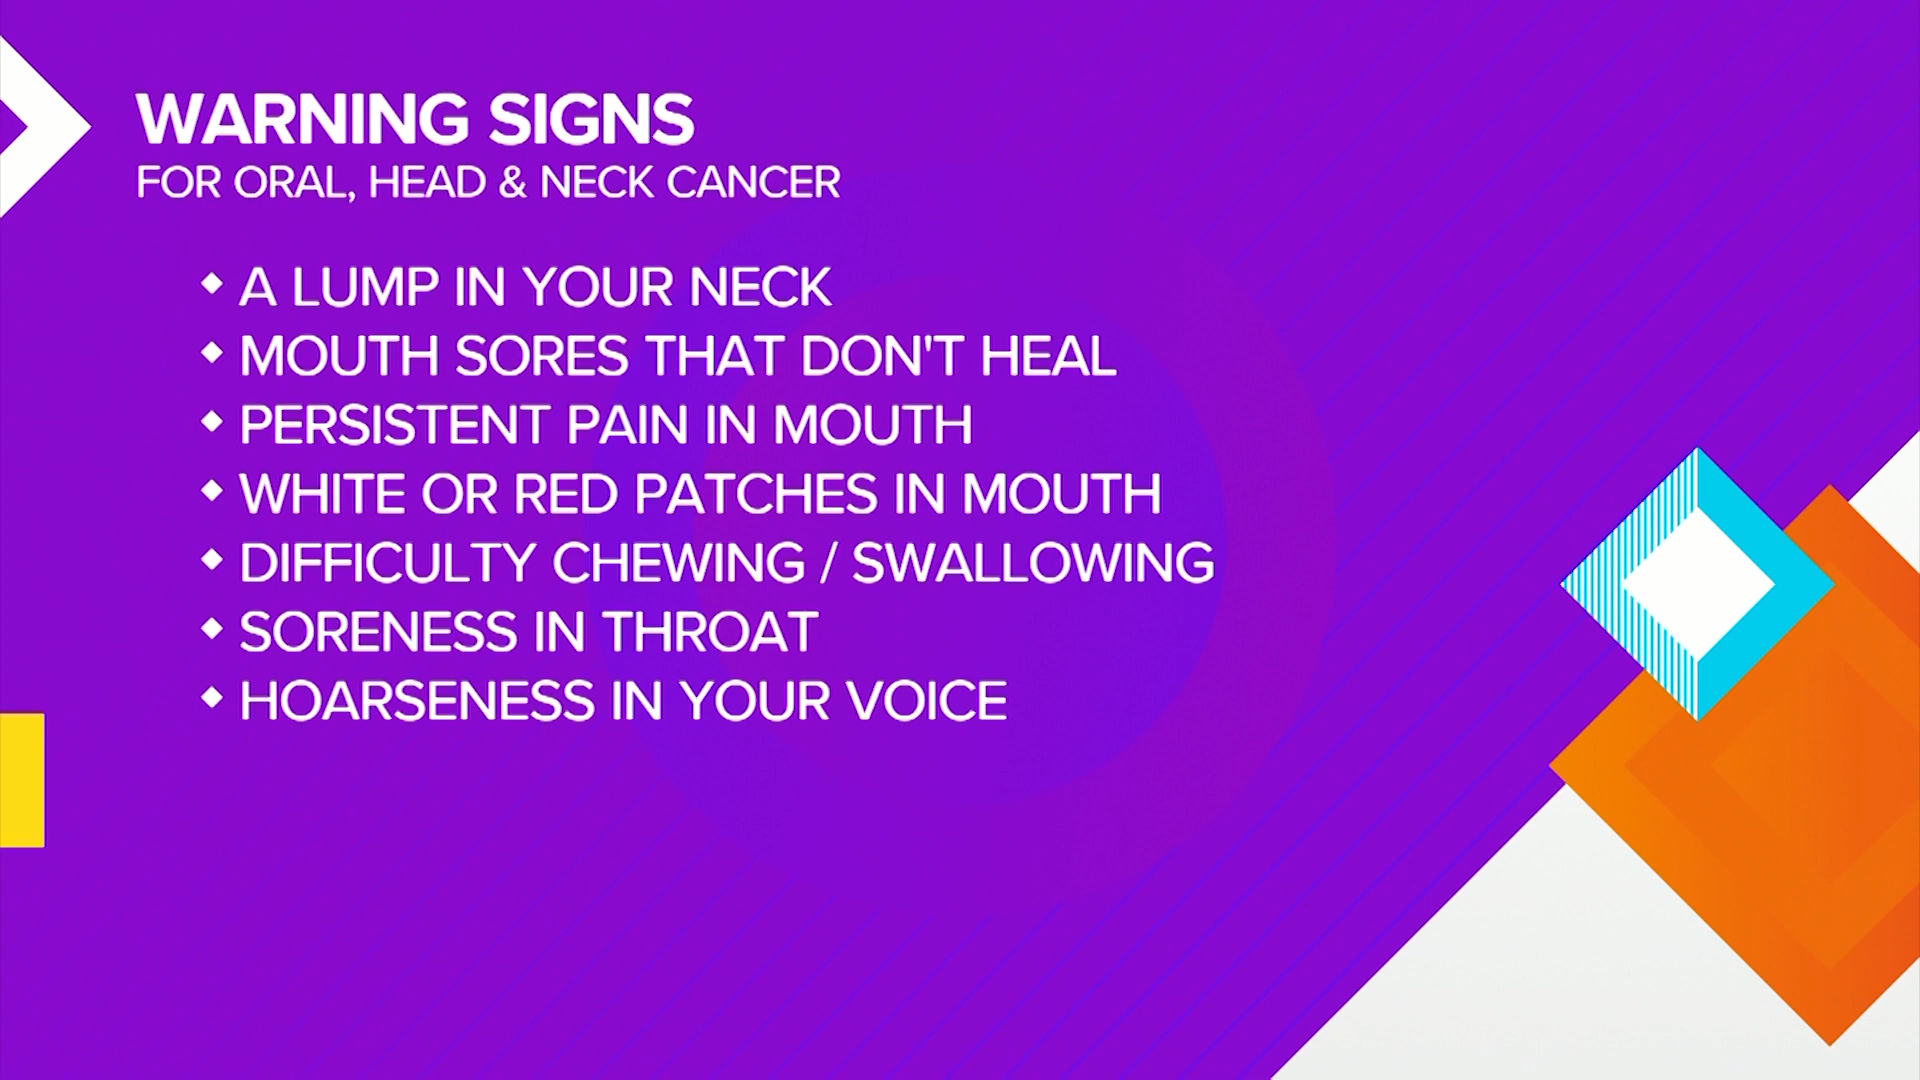 WARNING SIGNS
FOR ORAL, HEAD & NECK CANCER
◆ A LUMP IN YOUR NECK
◆ MOUTH SORES THAT DON'T HEAL
◆ PERSISTENT PAIN IN MOUTH
◆ WHITE OR RED PATCHES IN MOUTH
◆ DIFFICULTY CHEWING / SWALLOWING
◆ SORENESS IN THROAT
◆ HOARSENESS IN YOUR VOICE